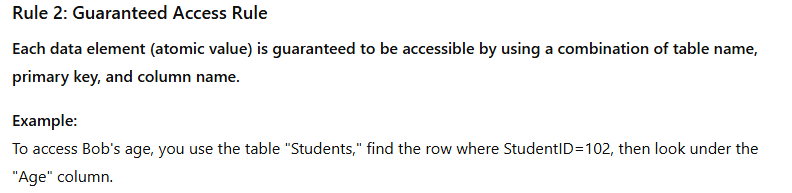 Rule 2: Guaranteed Access Rule
Each data element (atomic value) is guaranteed to be accessible by using a combination of table name,
primary key, and column name.
Example:
To access Bob's age, you use the table "Students," find the row where StudentID=102, then look under the
"Age" column.